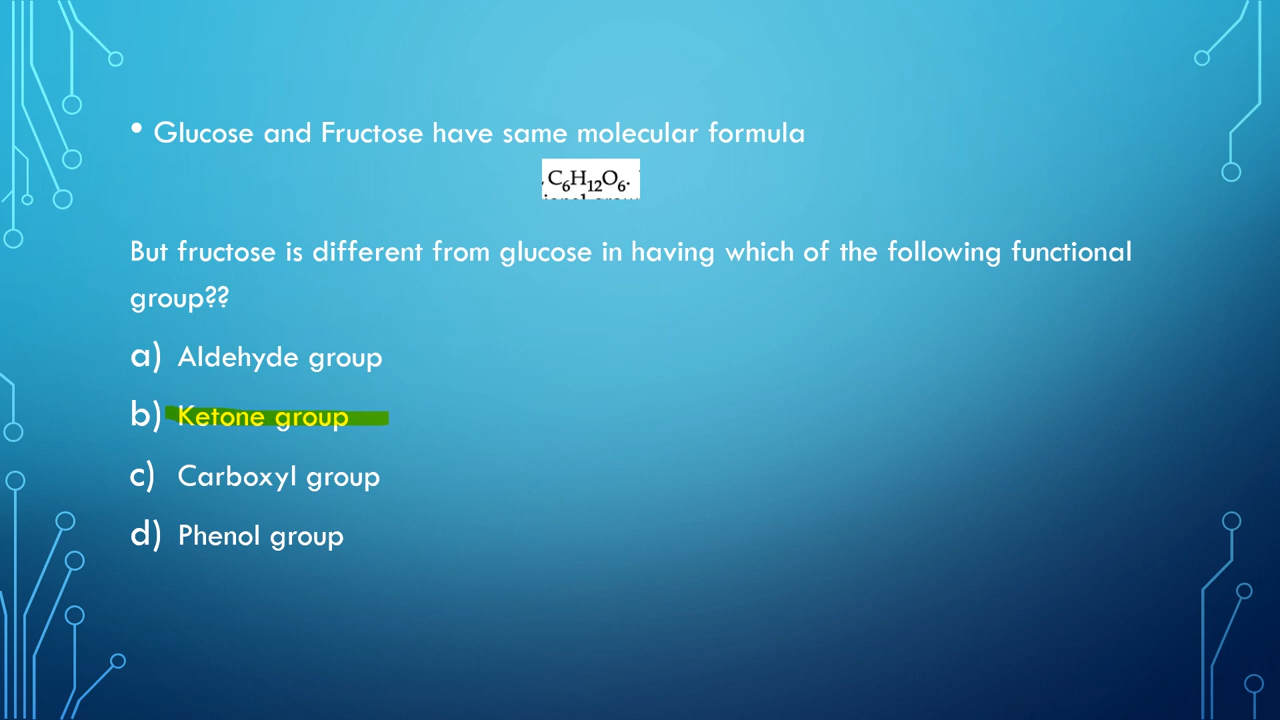 • Glucose and Fructose have same molecular formula
C₆H₁₂O₆.
But fructose is different from glucose in having which of the following functional
group??
a) Aldehyde group
b) Ketone group
c) Carboxyl group
d) Phenol group